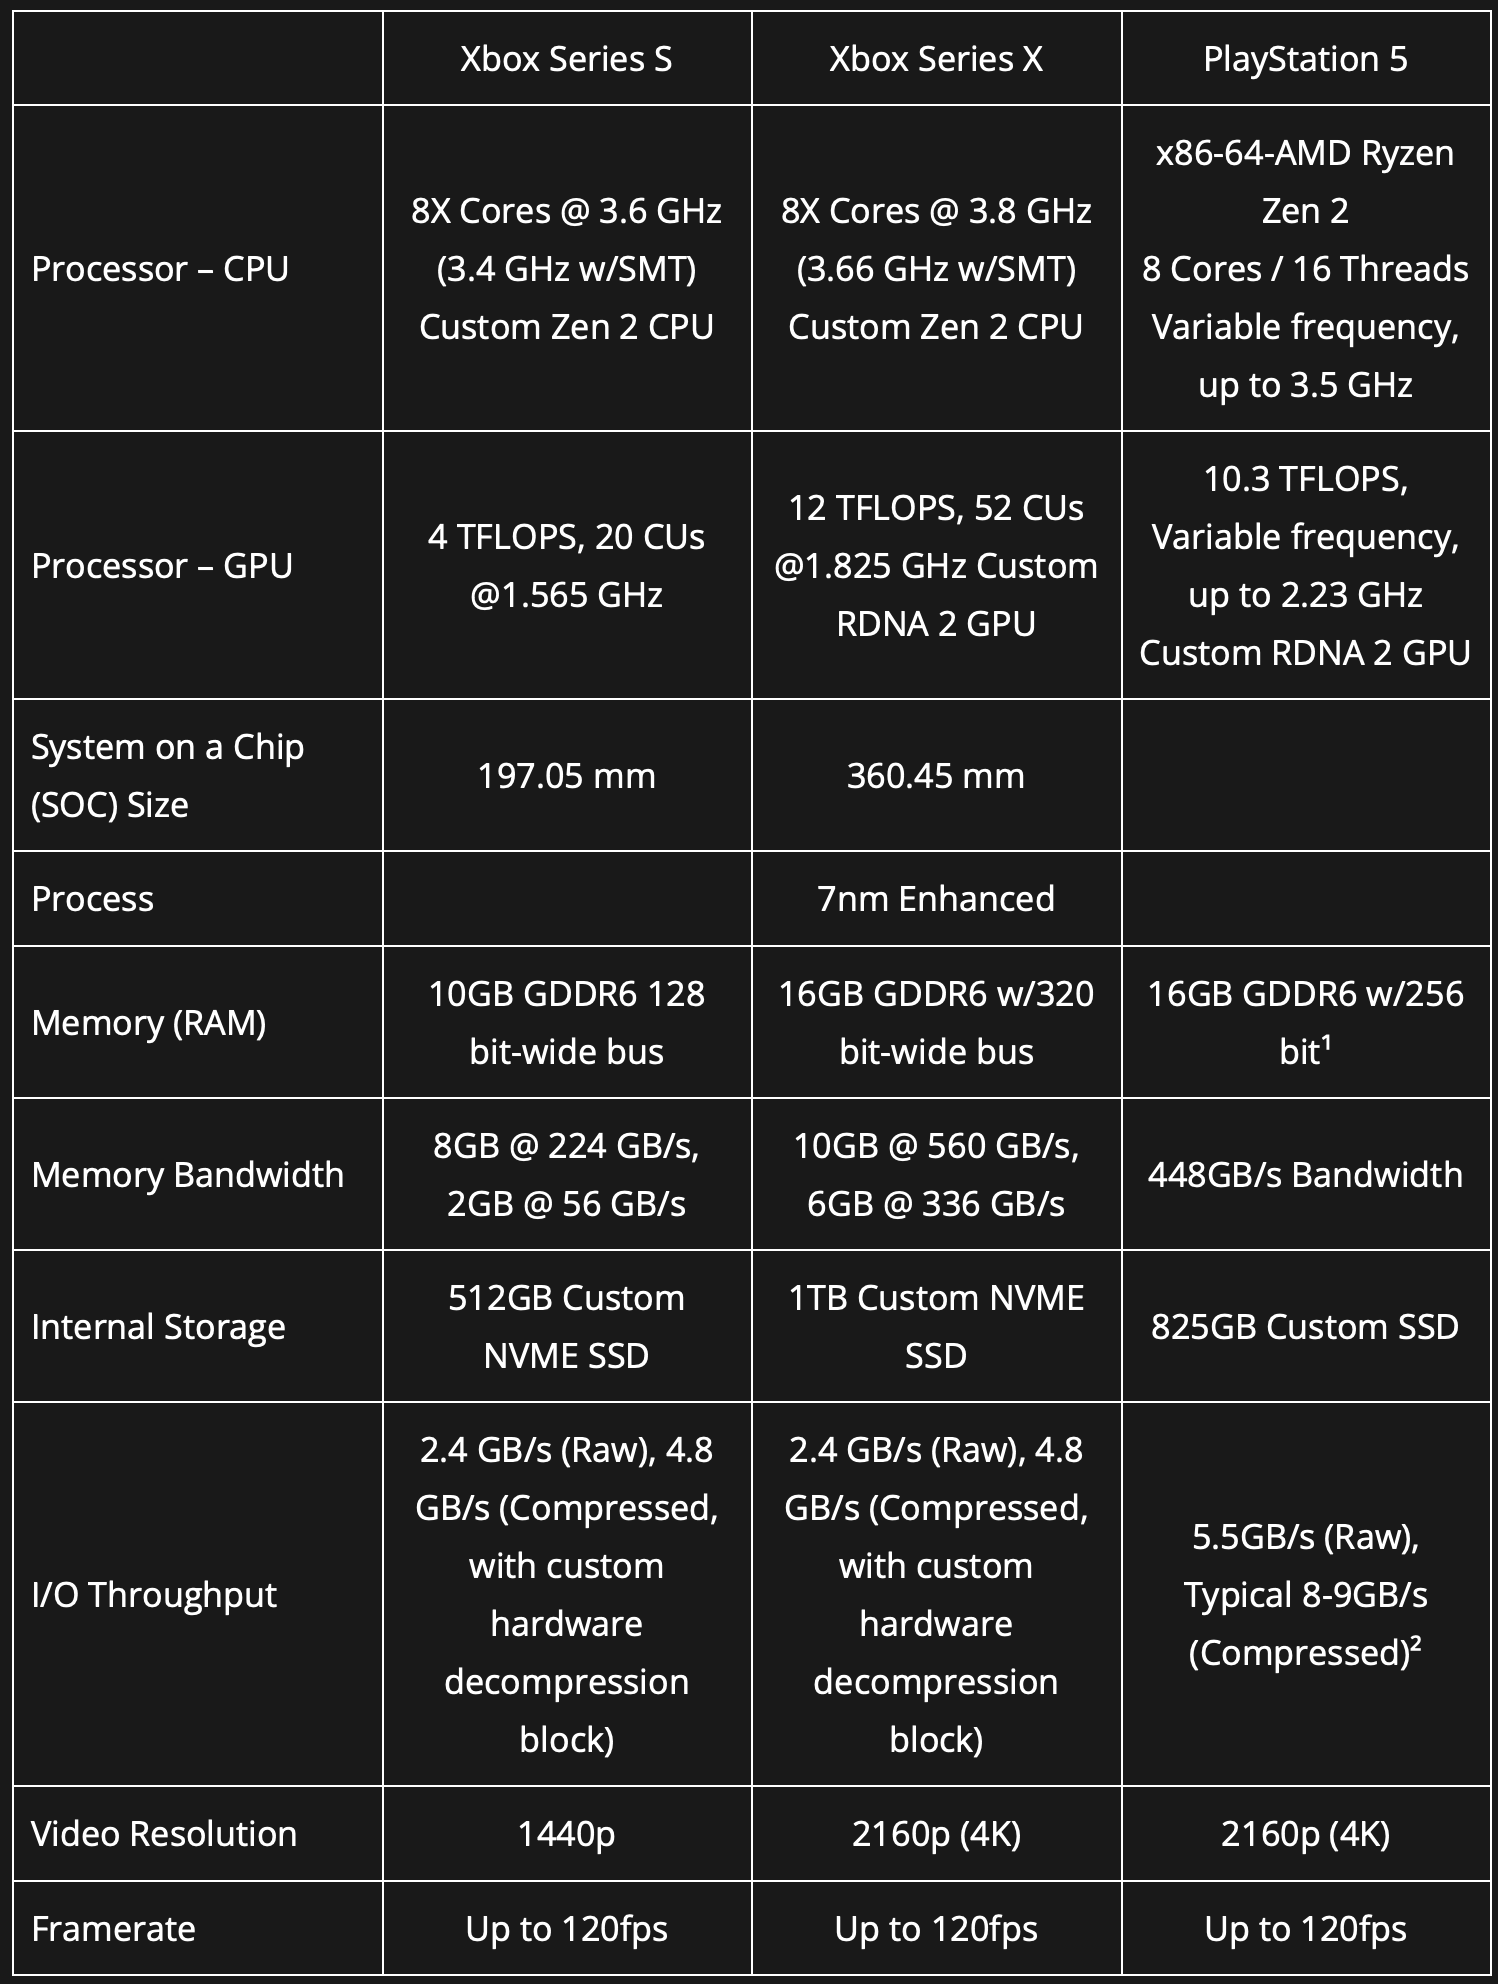 Xbox Series S
Xbox Series X
PlayStation 5
Processor – CPU
8X Cores @ 3.6 GHz
(3.4 GHz w/SMT)
Custom Zen 2 CPU
8X Cores @ 3.8 GHz
(3.66 GHz w/SMT)
Custom Zen 2 CPU
x86-64-AMD Ryzen
Zen 2
8 Cores / 16 Threads
Variable frequency,
up to 3.5 GHz
Processor – GPU
4 TFLOPS, 20 CUs
@1.565 GHz
12 TFLOPS, 52 CUs
@1.825 GHz Custom
RDNA 2 GPU
10.3 TFLOPS,
Variable frequency,
up to 2.23 GHz
Custom RDNA 2 GPU
System on a Chip
(SOC) Size
197.05 mm
360.45 mm
Process
7nm Enhanced
Memory (RAM)
10GB GDDR6 128
bit-wide bus
16GB GDDR6 w/320
bit-wide bus
16GB GDDR6 w/256
bit¹
Memory Bandwidth
8GB @ 224 GB/s,
2GB @ 56 GB/s
10GB @ 560 GB/s,
6GB @ 336 GB/s
448GB/s Bandwidth
Internal Storage
512GB Custom
NVME SSD
1TB Custom NVME
SSD
825GB Custom SSD
I/O Throughput
2.4 GB/s (Raw), 4.8
GB/s (Compressed,
with custom
hardware
decompression
block)
2.4 GB/s (Raw), 4.8
GB/s (Compressed,
with custom
hardware
decompression
block)
5.5GB/s (Raw),
Typical 8-9GB/s
(Compressed)²
Video Resolution
1440p
2160p (4K)
2160p (4K)
Framerate
Up to 120fps
Up to 120fps
Up to 120fps